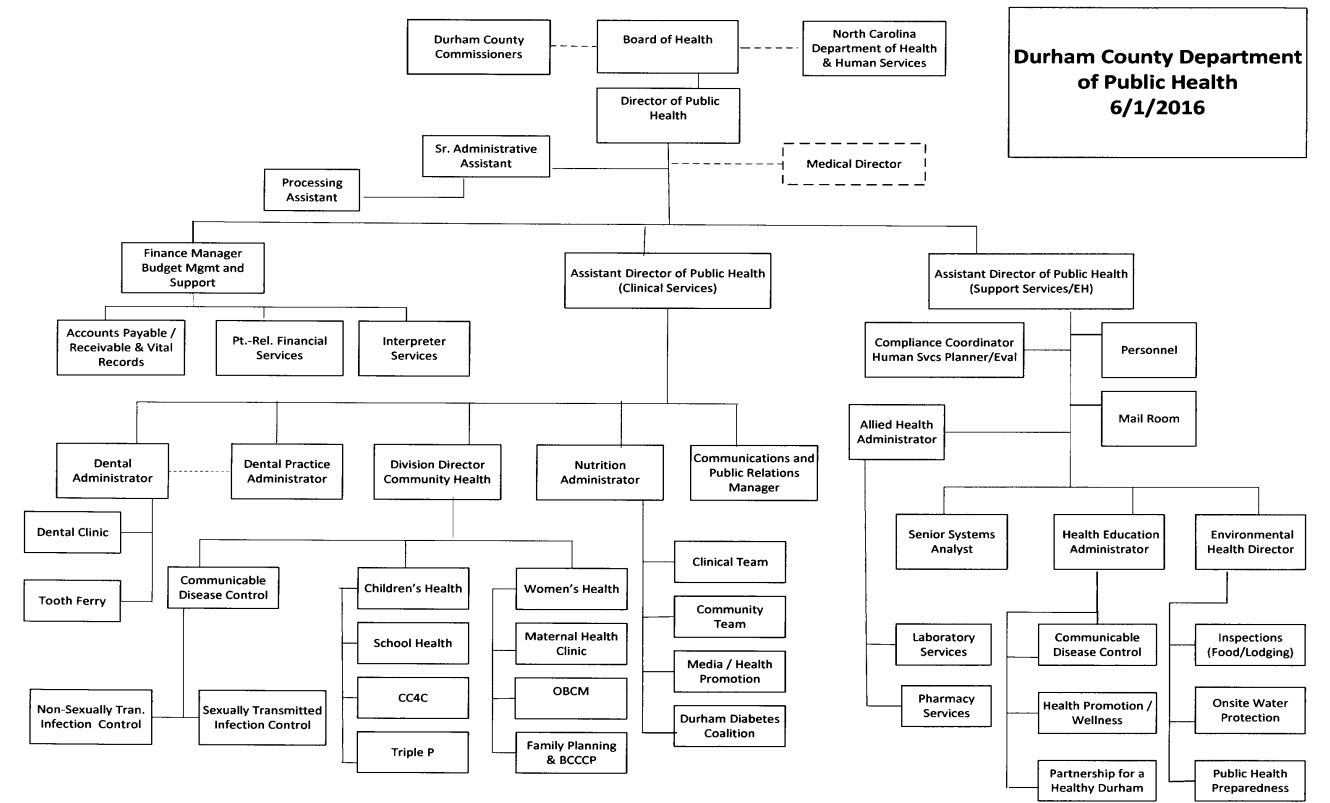 Durham County
Commissioners
Board of Health
North Carolina
Department of Health
& Human Services
Durham County Department
of Public Health
6/1/2016
Director of Public
Health
Sr. Administrative
Assistant
Medical Director
Processing
Assistant
Finance Manager
Budget Mgmt and
Support
Assistant Director of Public Health
(Clinical Services)
Assistant Director of Public Health
(Support Services/EH)
Accounts Payable /
Receivable & Vital
Records
Pt.-Rel. Financial
Services
Interpreter
Services
Compliance Coordinator
Human Svcs Planner/Eval
Personnel
Mail Room
Allied Health
Administrator
Dental
Administrator
Dental Practice
Administrator
Division Director
Community Health
Nutrition
Administrator
Communications and
Public Relations
Manager
Dental Clinic
Tooth Ferry
Senior Systems
Analyst
Health Education
Administrator
Environmental
Health Director
Communicable
Disease Control
Children's Health
Women's Health
Clinical Team
School Health
Maternal Health
Clinic
Community
Team
CC4C
OBCM
Media / Health
Promotion
Triple P
Family Planning
& BCCCP
Durham Diabetes
Coalition
Non-Sexually Tran.
Infection Control
Sexually Transmitted
Infection Control
Laboratory
Services
Pharmacy
Services
Communicable
Disease Control
Health Promotion /
Wellness
Partnership for a
Healthy Durham
Inspections
(Food/Lodging)
Onsite Water
Protection
Public Health
Preparedness